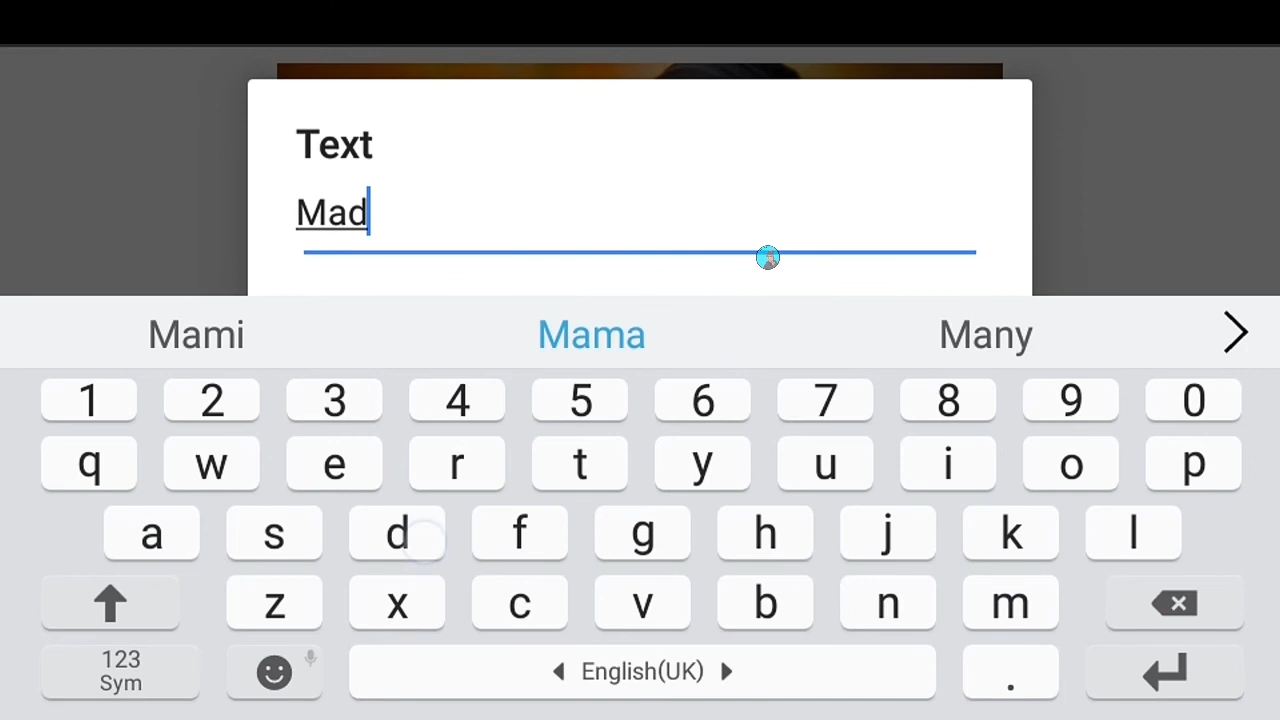 Text
Mad
Mami Mama Many
1 2 3 4 5 6 7 8 9 0
q w e r t y u i o p
a s d f g h j k l
z x c v b n m
123
Sym
English(UK)
.